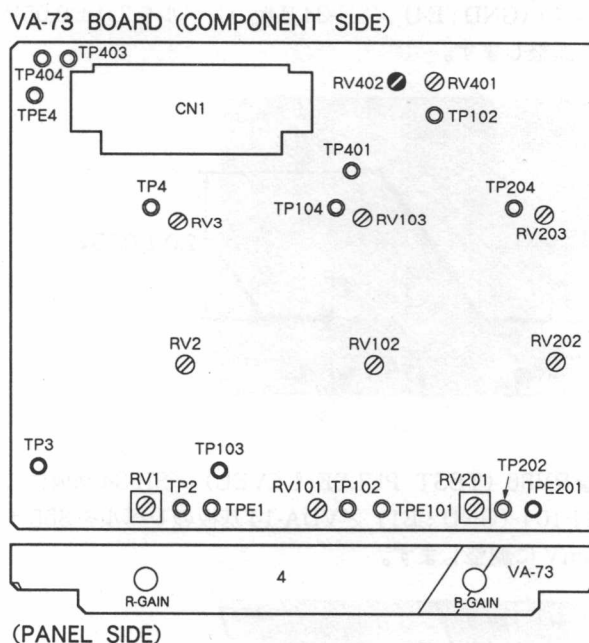 VA-73 BOARD (COMPONENT SIDE)
TP403
TP404
TPE4
CN1
RV402
RV401
TP102
TP401
TP4
RV3
TP104
RV103
TP204
RV203
RV2
RV102
RV202
TP3
TP103
RV1
TP2
TPE1
RV101
TP102
TPE101
RV201
TP202
TPE201
4
VA-73
R-GAIN
B-GAIN
(PANEL SIDE)